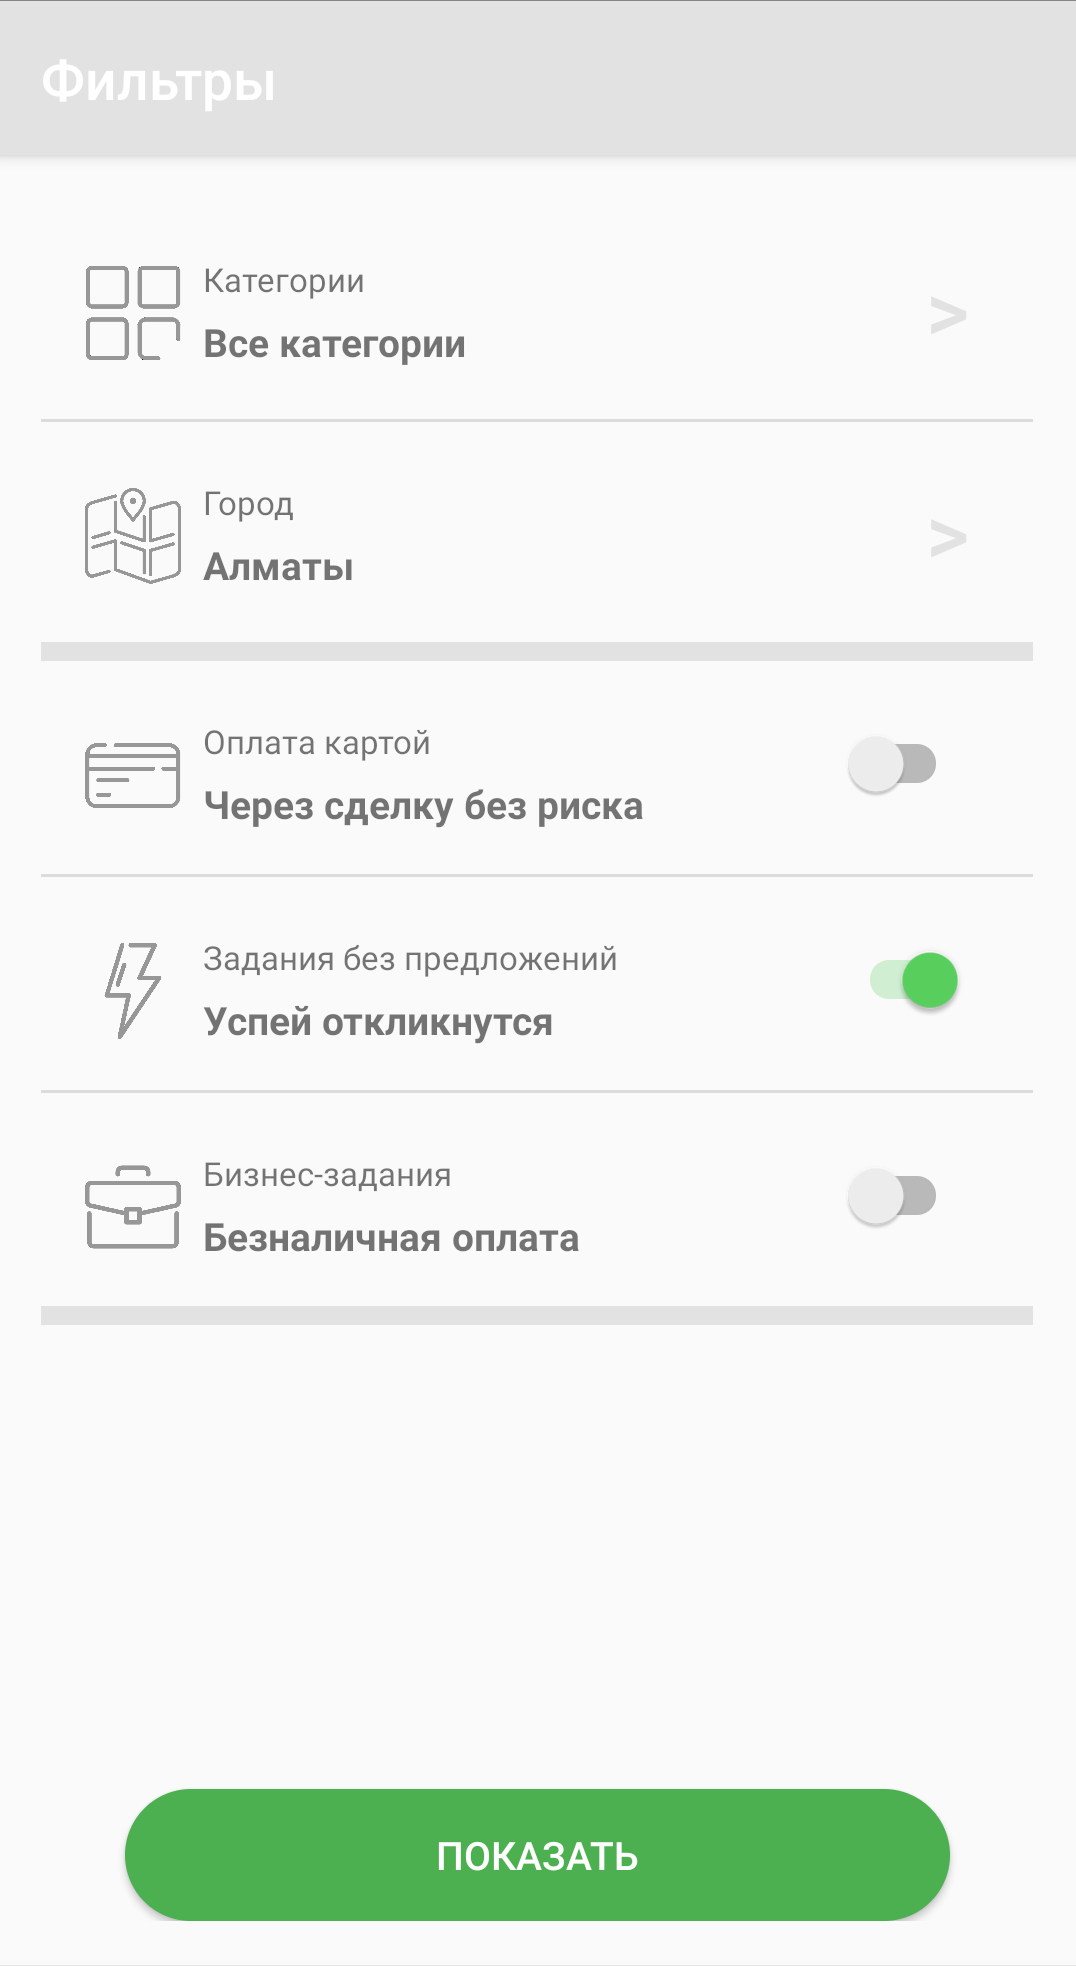 Фильтры
Категории
Все категории
>
Город
Алматы
>
Оплата картой
Через сделку без риска
Задания без предложений
Успей откликнутся
Бизнес-задания
Безналичная оплата
ПОКАЗАТЬ